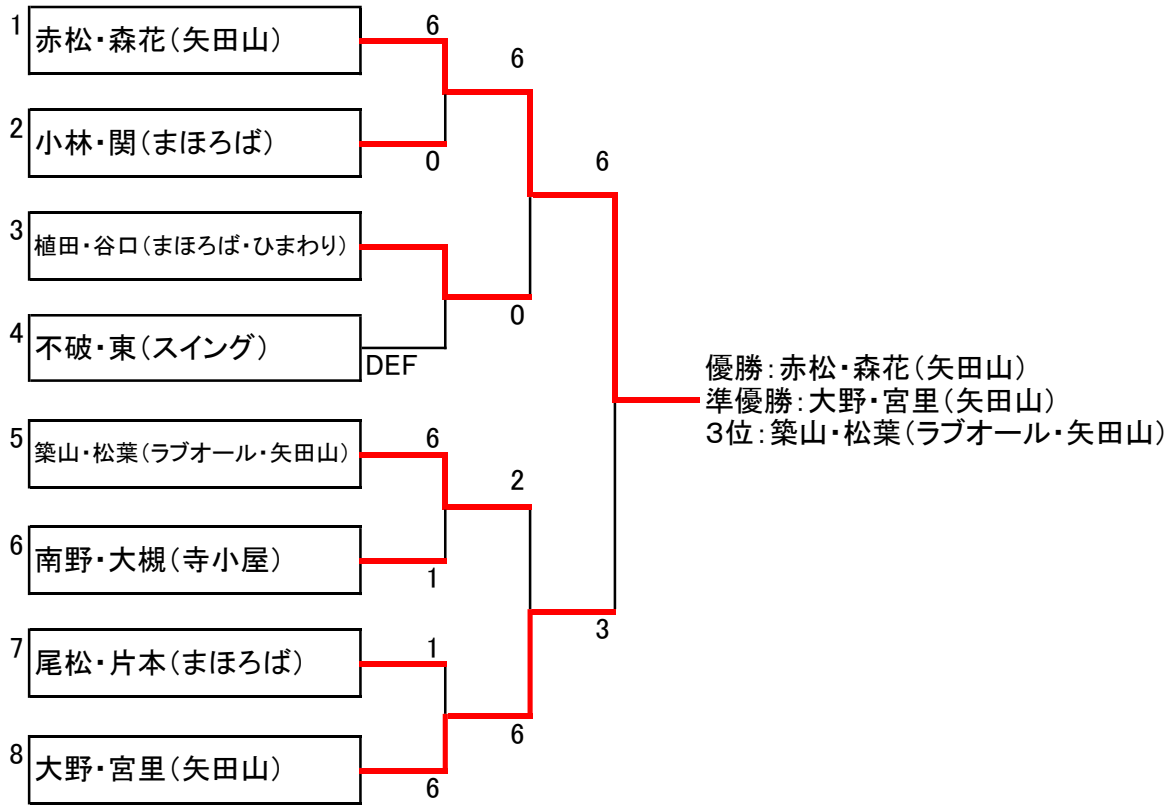 1
赤松・森花(矢田山)
6
6
2
小林・関(まほろば)
0
6
3
植田・谷口(まほろば・ひまわり)
0
4
不破・東(スイング)
DEF
優勝:赤松・森花(矢田山)
準優勝:大野・宮里(矢田山)
3位:築山・松葉(ラブオール・矢田山)
5
築山・松葉(ラブオール・矢田山)
6
2
6
南野・大槻(寺小屋)
1
3
7
尾松・片本(まほろば)
1
6
8
大野・宮里(矢田山)
6